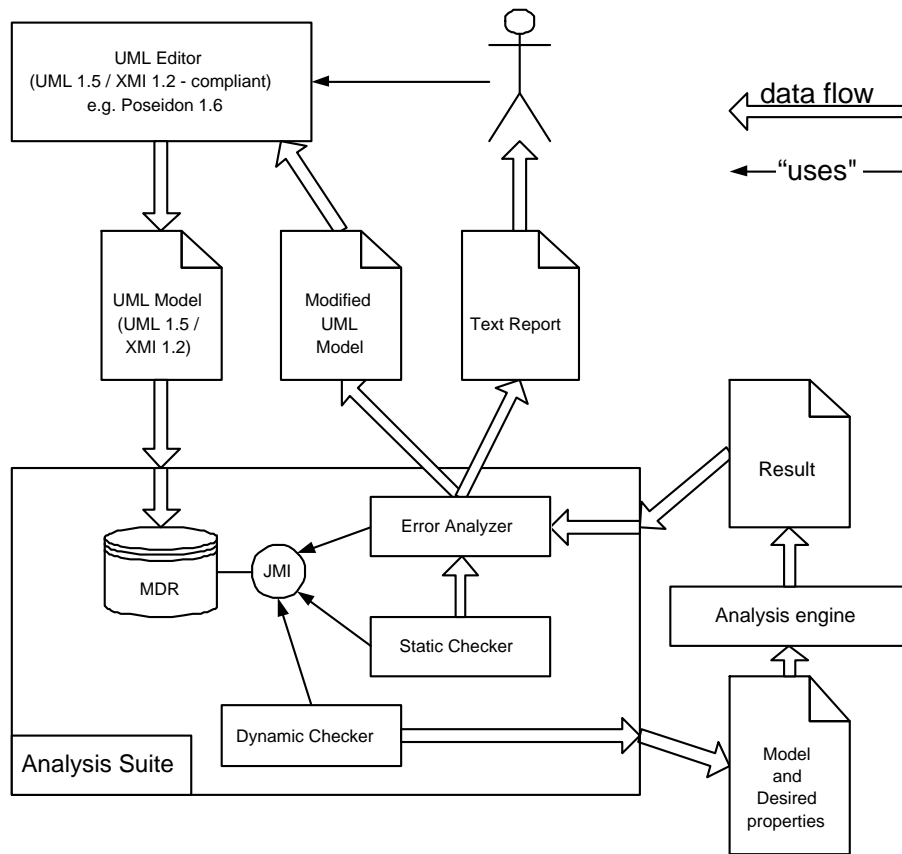 UML Editor
(UML 1.5 / XMI 1.2 - compliant)
e.g. Poseidon 1.6
data flow
“uses"
UML Model
(UML 1.5 /
XMI 1.2)
Modified
UML
Model
Text Report
Result
Error Analyzer
MDR
JMI
Static Checker
Analysis engine
Dynamic Checker
Analysis Suite
Model
and
Desired
properties